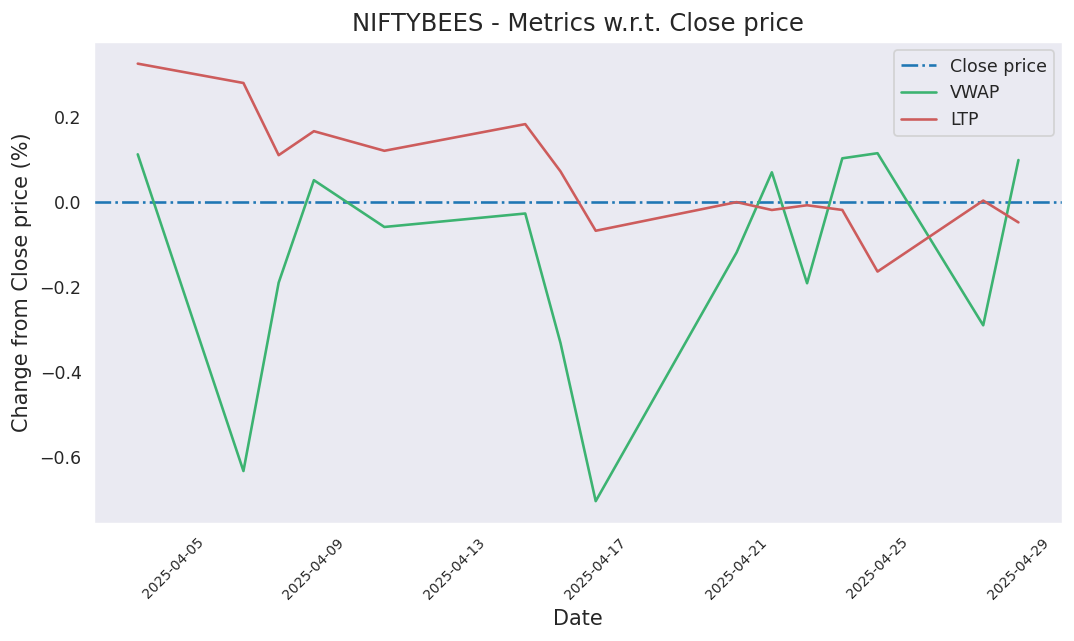 NIFTYBEES - Metrics w.r.t. Close price
Change from Close price (%)
0.2
0.0
−0.2
−0.4
−0.6
Close price
VWAP
LTP
2025-04-05
2025-04-09
2025-04-13
2025-04-17
2025-04-21
2025-04-25
2025-04-29
Date